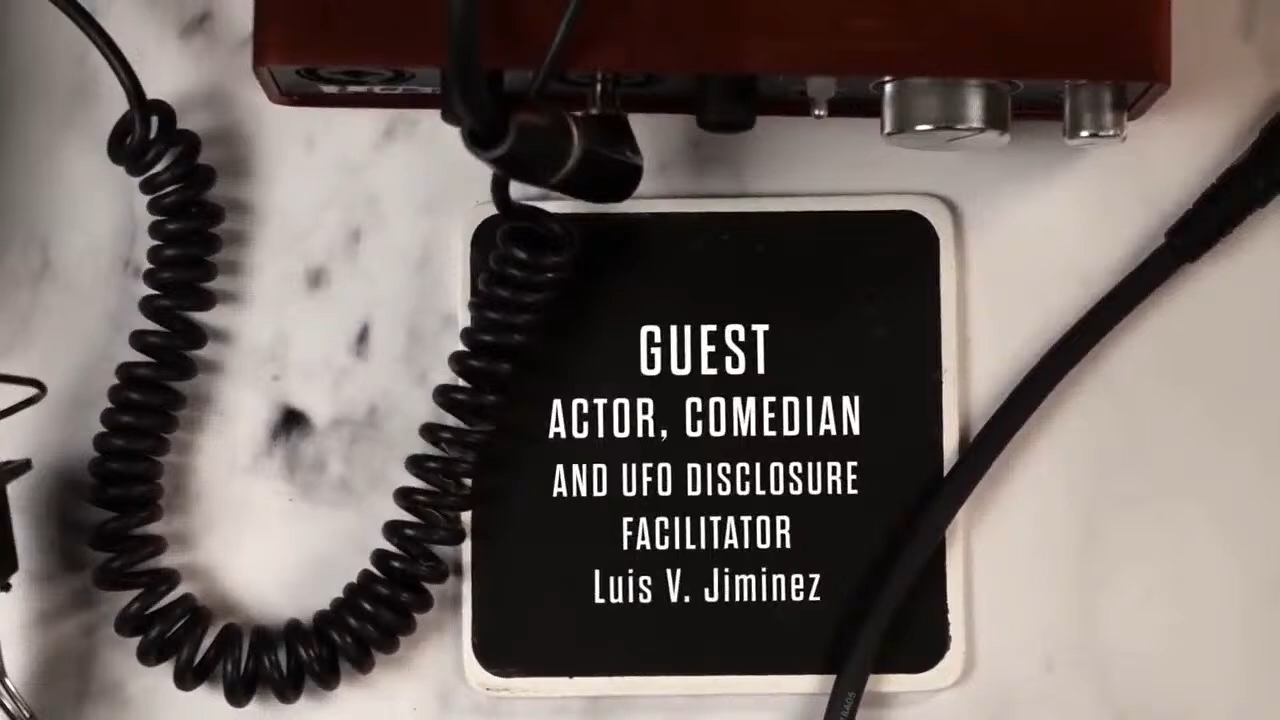 GUEST
ACTOR, COMEDIAN
AND UFO DISCLOSURE
FACILITATOR
Luis V. Jiminez